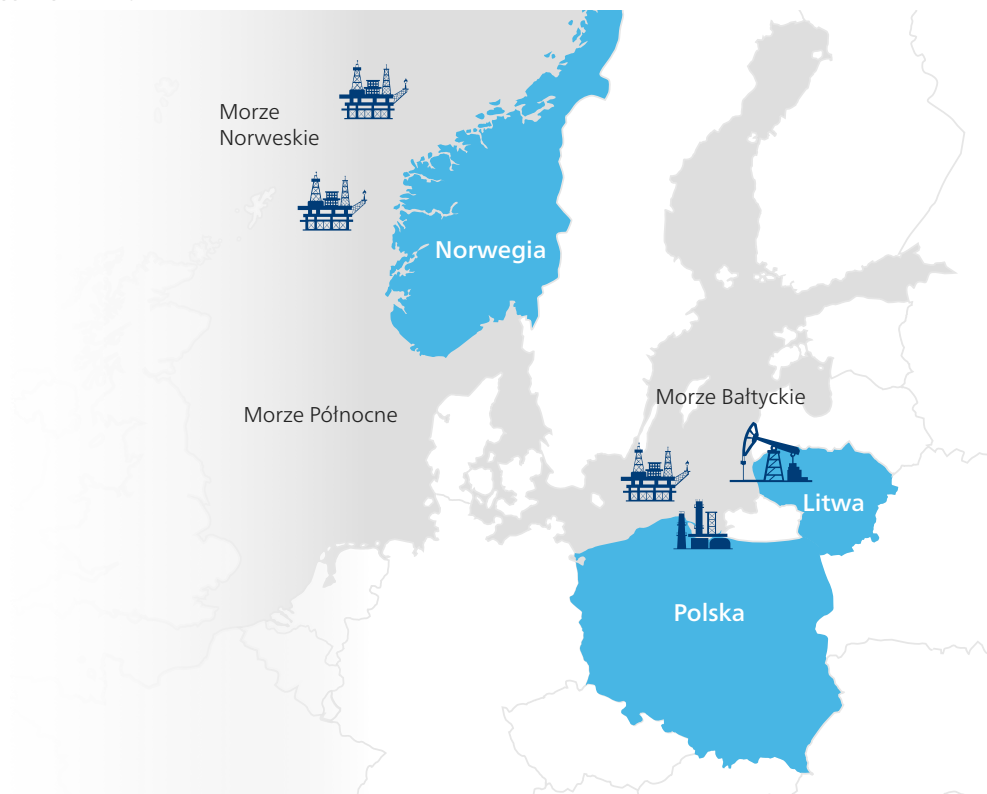 Morze
Norweskie
Norwegia
Morze Bałtyckie
Morze Północne
Litwa
Polska